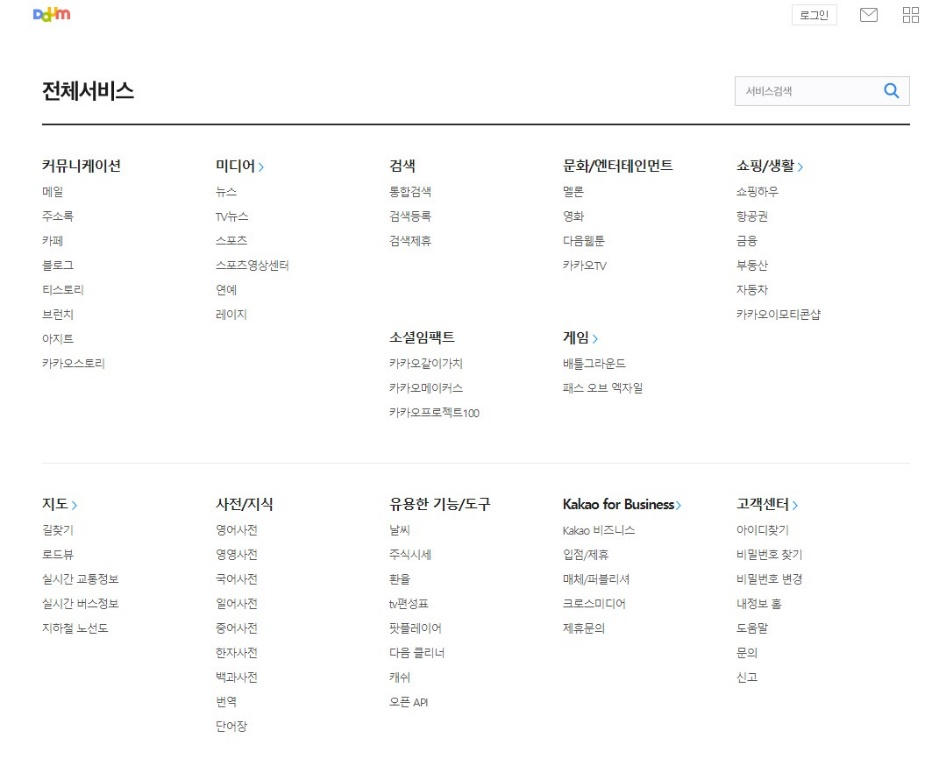 Daum
로그인
전체서비스
서비스검색
커뮤니케이션
메일
주소록
카페
블로그
티스토리
브런치
아지트
카카오스토리
미디어 >
뉴스
TV뉴스
스포츠
스포츠영상센터
연예
레이지
검색
통합검색
검색등록
검색제휴
소셜임팩트
카카오같이가치
카카오메이커스
카카오프로젝트100
문화/엔터테인먼트
멜론
영화
다음웹툰
카카오TV
게임 >
배틀그라운드
패스 오브 엑자일
쇼핑/생활 >
쇼핑하우
항공권
금융
부동산
자동차
카카오이모티콘샵
지도 >
길찾기
로드뷰
실시간 교통정보
실시간 버스정보
지하철 노선도
사전/지식
영어사전
영영사전
국어사전
일어사전
중어사전
한자사전
백과사전
번역
단어장
유용한 기능/도구
날씨
주식시세
환율
tv편성표
팟플레이어
다음 클리너
캐쉬
오픈 API
Kakao for Business >
Kakao 비즈니스
입점/제휴
매체/퍼블리셔
크로스미디어
제휴문의
고객센터 >
아이디찾기
비밀번호 찾기
비밀번호 변경
내정보 홈
도움말
문의
신고